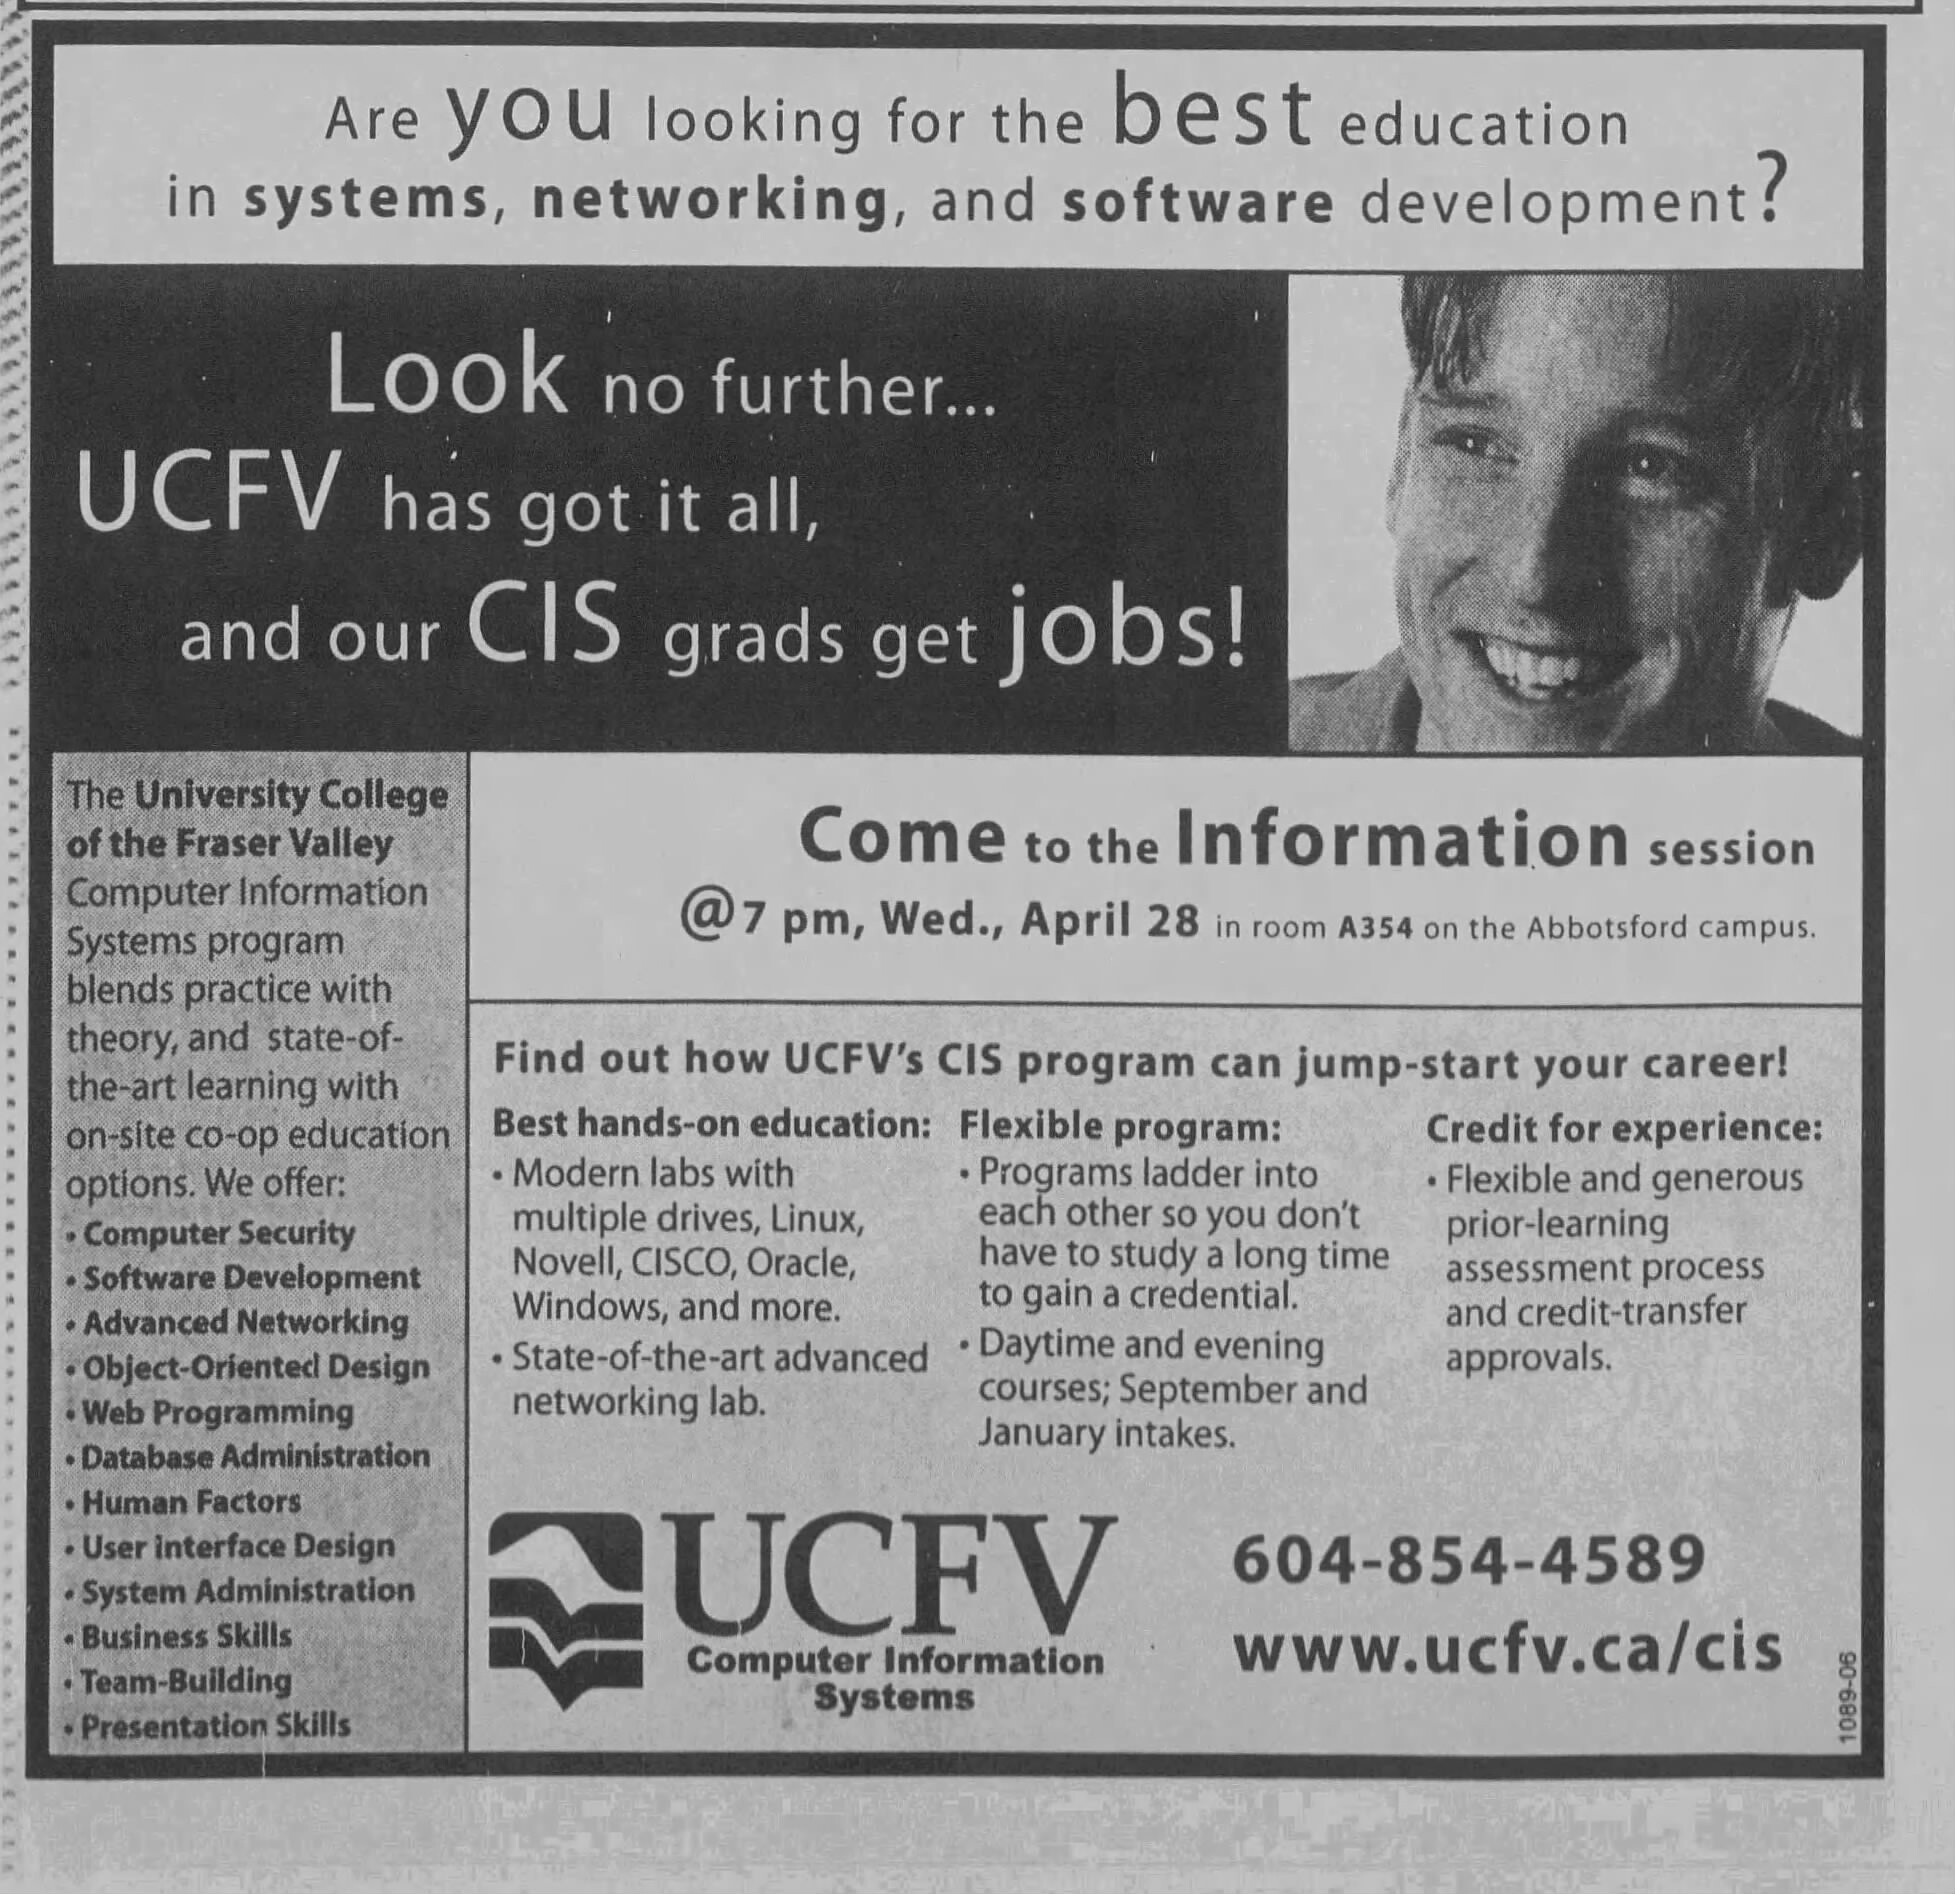 Are you looking for the best education
in systems, networking, and software development?
Look no further...
UCFV has got it all,
and our CIS grads get jobs!
The University College
of the Fraser Valley
Computer Information
Systems program
blends practice with
theory, and state-of-
the-art learning with
on-site co-op education
options. We offer:
• Computer Security
• Software Development
• Advanced Networking
• Object-Oriented Design
• Web Programming
• Database Administration
• Human Factors
• User Interface Design
• System Administration
• Business Skills
• Team-Building
• Presentation Skills
Come to the Information session
@7 pm, Wed., April 28 in room A354 on the Abbotsford campus.
Find out how UCFV's CIS program can jump-start your career!
Best hands-on education:
• Modern labs with
multiple drives, Linux,
Novell, CISCO, Oracle,
Windows, and more.
• State-of-the-art advanced
networking lab.
Flexible program:
• Programs ladder into
each other so you don't
have to study a long time
to gain a credential.
• Daytime and evening
courses; September and
January intakes.
Credit for experience:
• Flexible and generous
prior-learning
assessment process
and credit-transfer
approvals.
UCFV
Computer Information
Systems
604-854-4589
www.ucfv.ca/cis
1089-06